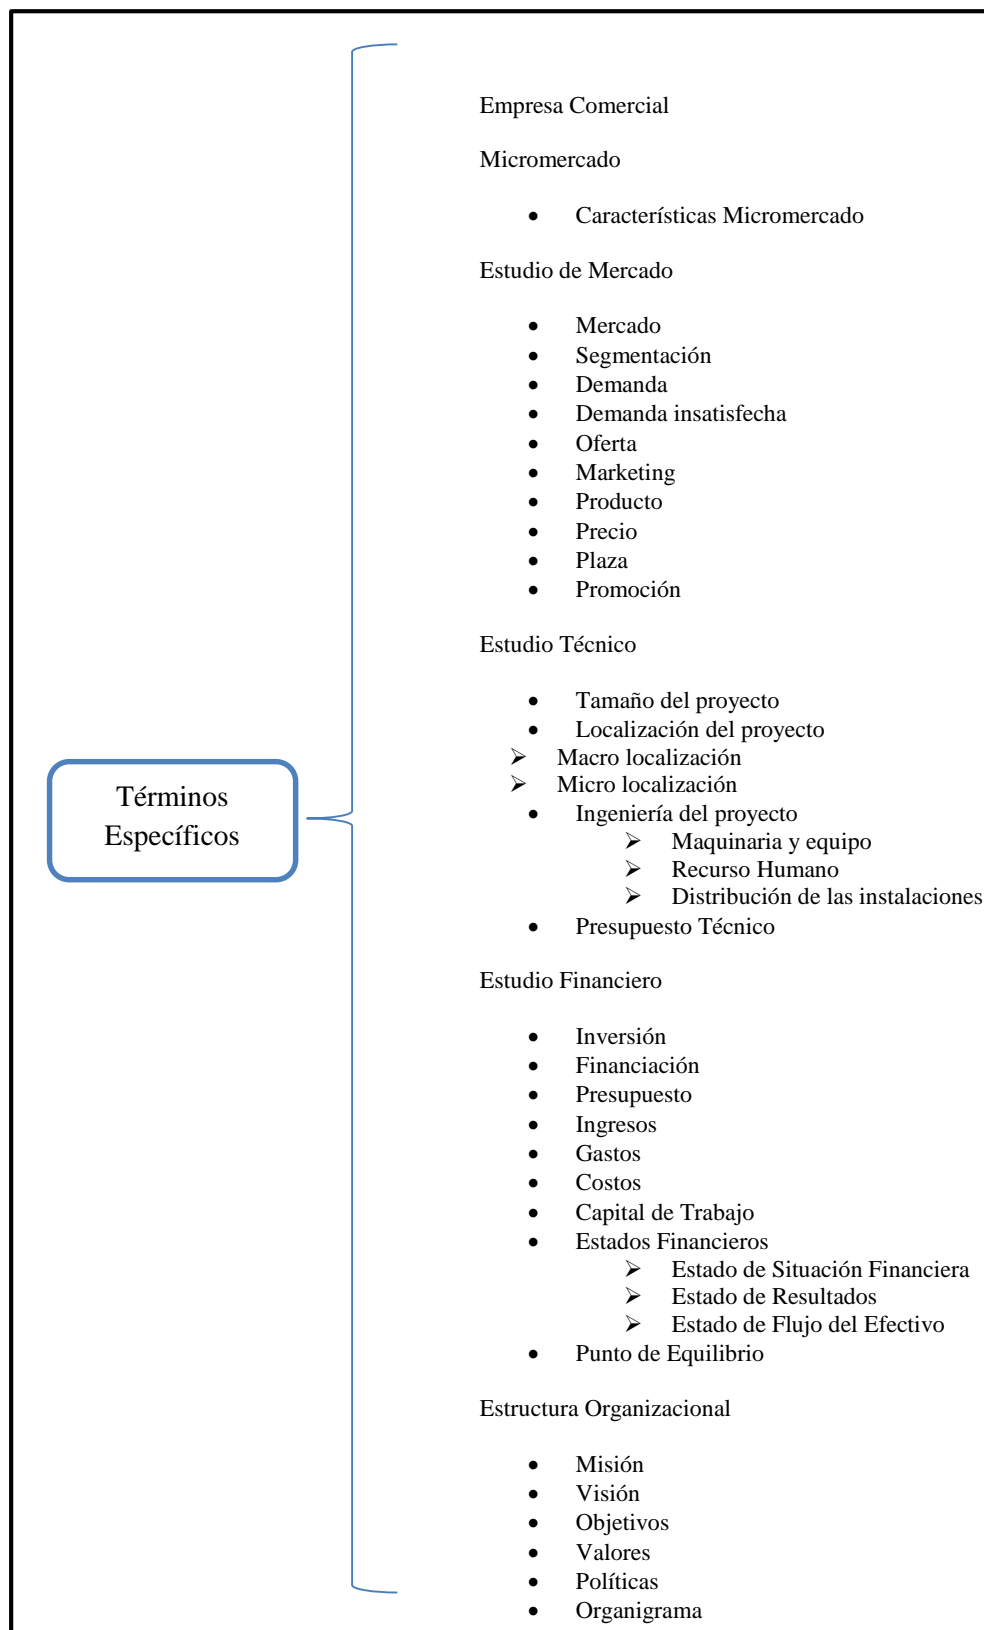 Términos
Específicos
Empresa Comercial
Micromercado
• Características Micromercado
Estudio de Mercado
• Mercado
• Segmentación
• Demanda
• Demanda insatisfecha
• Oferta
• Marketing
• Producto
• Precio
• Plaza
• Promoción
Estudio Técnico
• Tamaño del proyecto
• Localización del proyecto
➢ Macro localización
➢ Micro localización
• Ingeniería del proyecto
➢ Maquinaria y equipo
➢ Recurso Humano
➢ Distribución de las instalaciones
• Presupuesto Técnico
Estudio Financiero
• Inversión
• Financiación
• Presupuesto
• Ingresos
• Gastos
• Costos
• Capital de Trabajo
• Estados Financieros
➢ Estado de Situación Financiera
➢ Estado de Resultados
➢ Estado de Flujo del Efectivo
• Punto de Equilibrio
Estructura Organizacional
• Misión
• Visión
• Objetivos
• Valores
• Políticas
• Organigrama